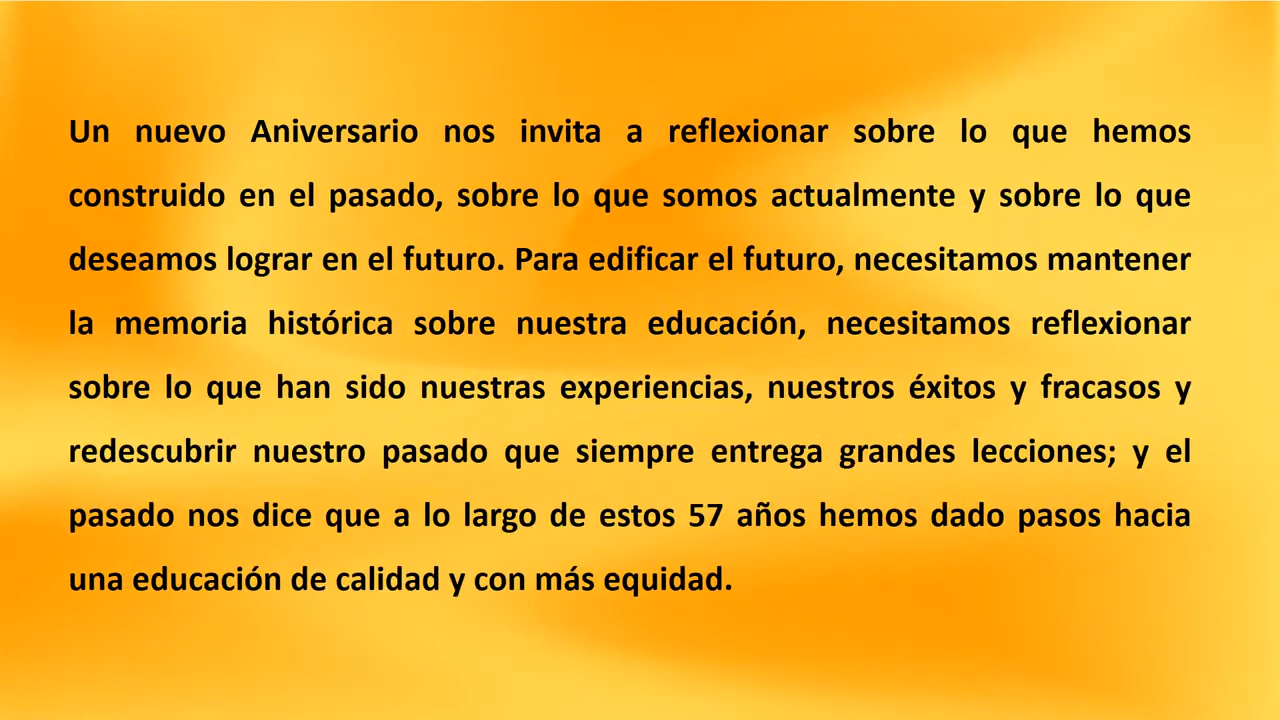 Un nuevo Aniversario nos invita a reflexionar sobre lo que hemos
construido en el pasado, sobre lo que somos actualmente y sobre lo que
deseamos lograr en el futuro. Para edificar el futuro, necesitamos mantener
la memoria histórica sobre nuestra educación, necesitamos reflexionar
sobre lo que han sido nuestras experiencias, nuestros éxitos y fracasos y
redescubrir nuestro pasado que siempre entrega grandes lecciones; y el
pasado nos dice que a lo largo de estos 57 años hemos dado pasos hacia
una educación de calidad y con más equidad.